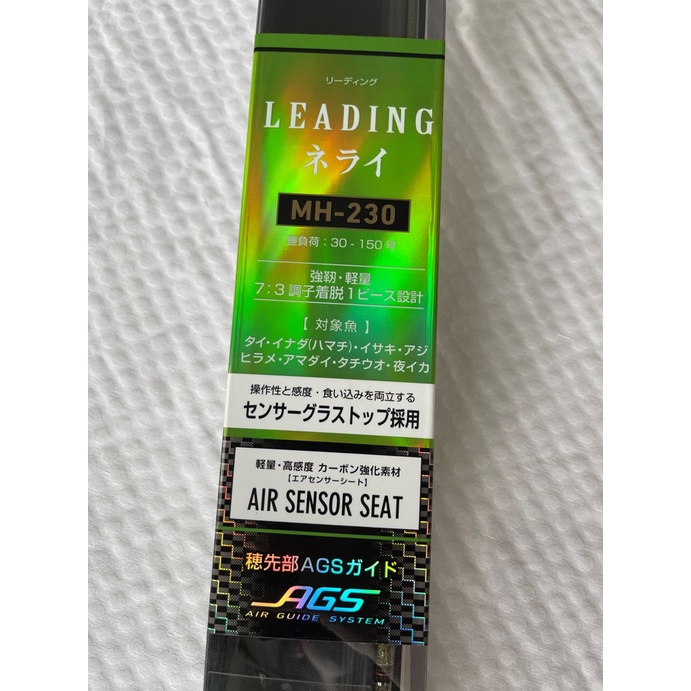 リーディング
LEADING
ネライ
MH-230
錘負荷：30 - 150 号
強靭・軽量
7：3 調子着脱1ピース設計
【 対象魚 】
タイ・イナダ(ハマチ)・イサキ・アジ
ヒラメ・アマダイ・タチウオ・夜イカ
操作性と感度・食い込みを両立する
センサーグラストップ採用
軽量・高感度 カーボン強化素材
【エアセンサーシート】
AIR SENSOR SEAT
穂先部AGSガイド
AGS
AIR GUIDE SYSTEM